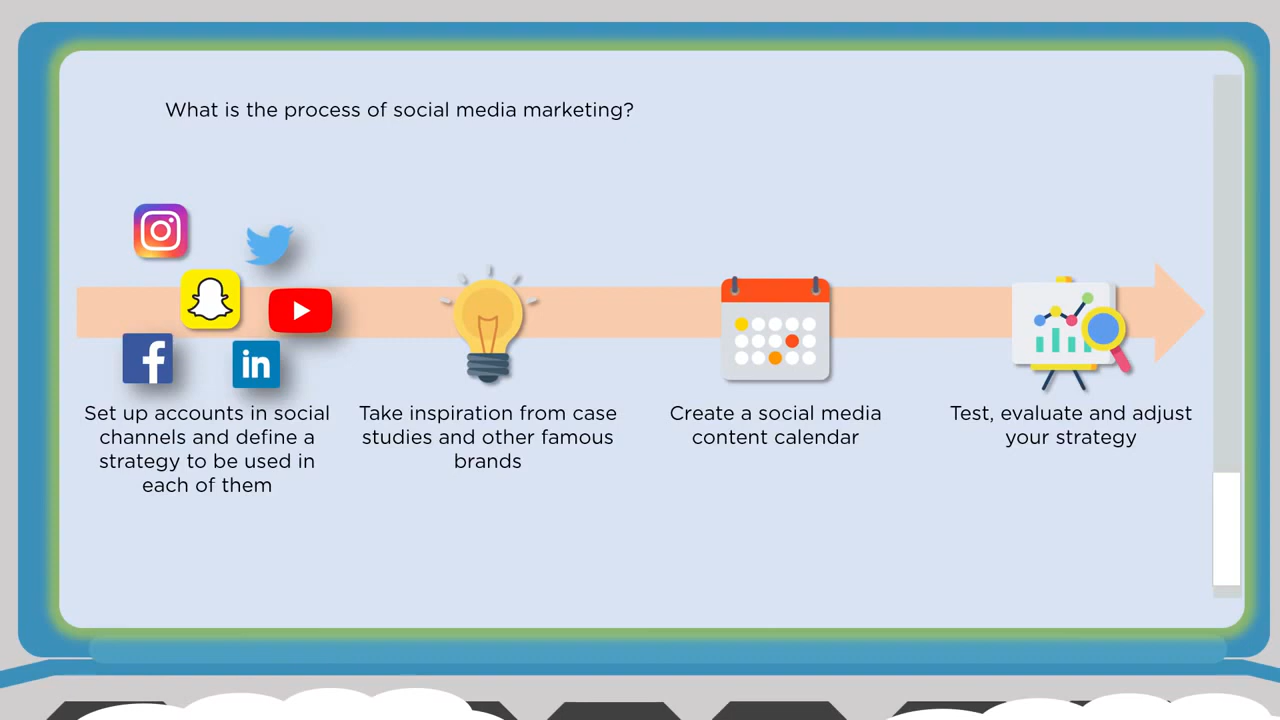 What is the process of social media marketing?
in
Set up accounts in social
channels and define a
strategy to be used in
each of them
Take inspiration from case
studies and other famous
brands
Create a social media
content calendar
Test, evaluate and adjust
your strategy